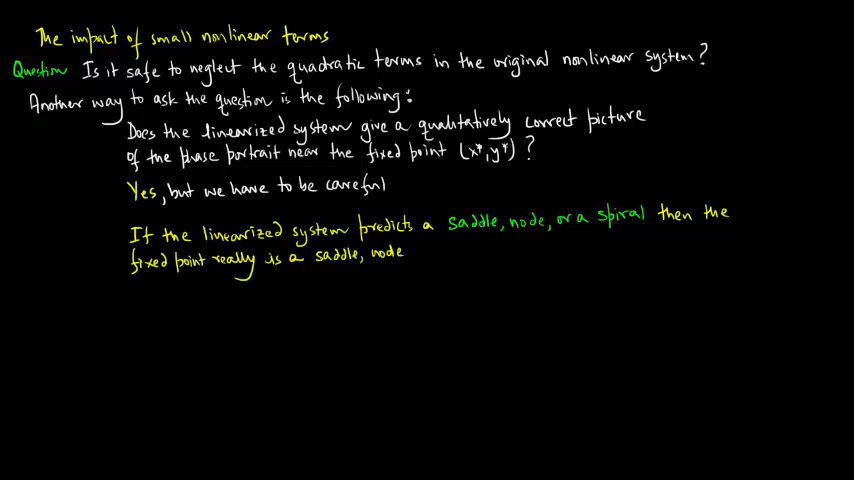 The impact of small nonlinear terms
Question Is it safe to neglect the quadratic terms in the original nonlinear system?
Another way to ask the question is the following:
Does the linearized system give a qualitatively correct picture
of the phase portrait near the fixed point (x*, y*)?
Yes, but we have to be careful
If the linearized system predicts a saddle, node, or a spiral then the
fixed point really is a saddle, node